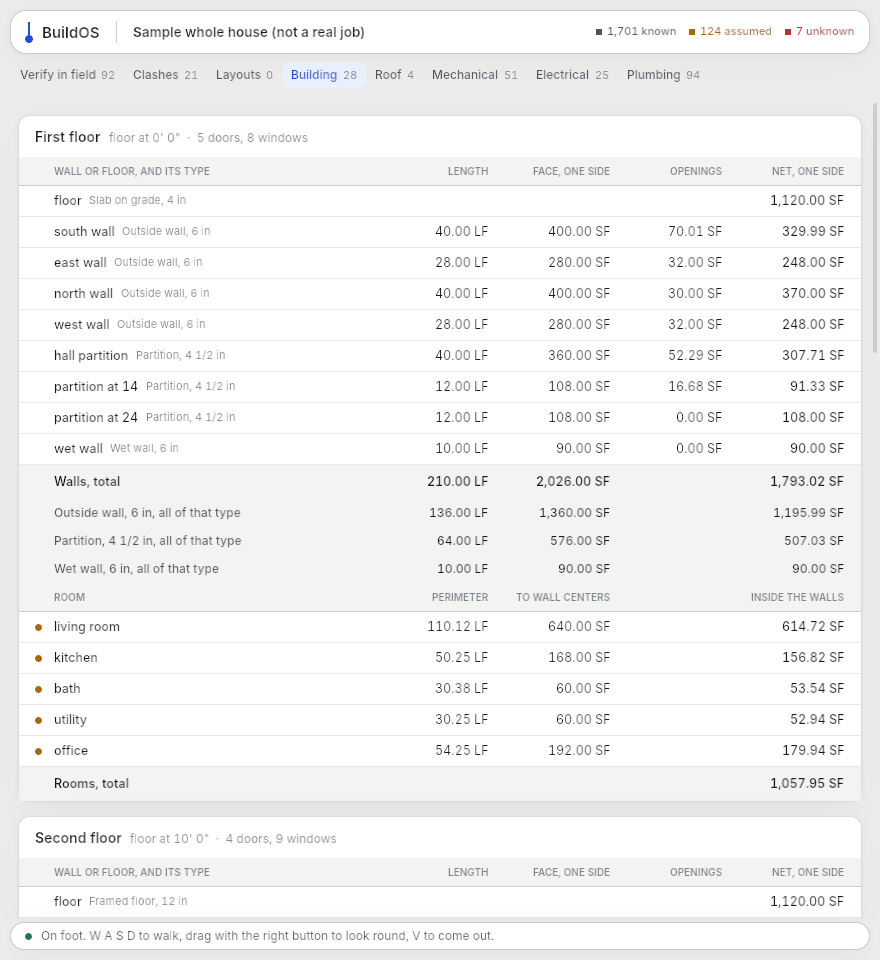 BuildOS Sample whole house (not a real job) 1,701 known 124 assumed 7 unknown
Verify in field 92 Clashes 21 Layouts 0 Building 28 Roof 4 Mechanical 51 Electrical 25 Plumbing 94
First floor floor at 0' 0" · 5 doors, 8 windows
WALL OR FLOOR, AND ITS TYPE LENGTH FACE, ONE SIDE OPENINGS NET, ONE SIDE
floor Slab on grade, 4 in 1,120.00 SF
south wall Outside wall, 6 in 40.00 LF 400.00 SF 70.01 SF 329.99 SF
east wall Outside wall, 6 in 28.00 LF 280.00 SF 32.00 SF 248.00 SF
north wall Outside wall, 6 in 40.00 LF 400.00 SF 30.00 SF 370.00 SF
west wall Outside wall, 6 in 28.00 LF 280.00 SF 32.00 SF 248.00 SF
hall partition Partition, 4 1/2 in 40.00 LF 360.00 SF 52.29 SF 307.71 SF
partition at 14 Partition, 4 1/2 in 12.00 LF 108.00 SF 16.68 SF 91.33 SF
partition at 24 Partition, 4 1/2 in 12.00 LF 108.00 SF 0.00 SF 108.00 SF
wet wall Wet wall, 6 in 10.00 LF 90.00 SF 0.00 SF 90.00 SF
Walls, total 210.00 LF 2,026.00 SF 1,793.02 SF
Outside wall, 6 in, all of that type 136.00 LF 1,360.00 SF 1,195.99 SF
Partition, 4 1/2 in, all of that type 64.00 LF 576.00 SF 507.03 SF
Wet wall, 6 in, all of that type 10.00 LF 90.00 SF 90.00 SF
ROOM PERIMETER TO WALL CENTERS INSIDE THE WALLS
living room 110.12 LF 640.00 SF 614.72 SF
kitchen 50.25 LF 168.00 SF 156.82 SF
bath 30.38 LF 60.00 SF 53.54 SF
utility 30.25 LF 60.00 SF 52.94 SF
office 54.25 LF 192.00 SF 179.94 SF
Rooms, total 1,057.95 SF
Second floor floor at 10' 0" · 4 doors, 9 windows
WALL OR FLOOR, AND ITS TYPE LENGTH FACE, ONE SIDE OPENINGS NET, ONE SIDE
floor Framed floor, 12 in 1,120.00 SF
On foot. W A S D to walk, drag with the right button to look round, V to come out.